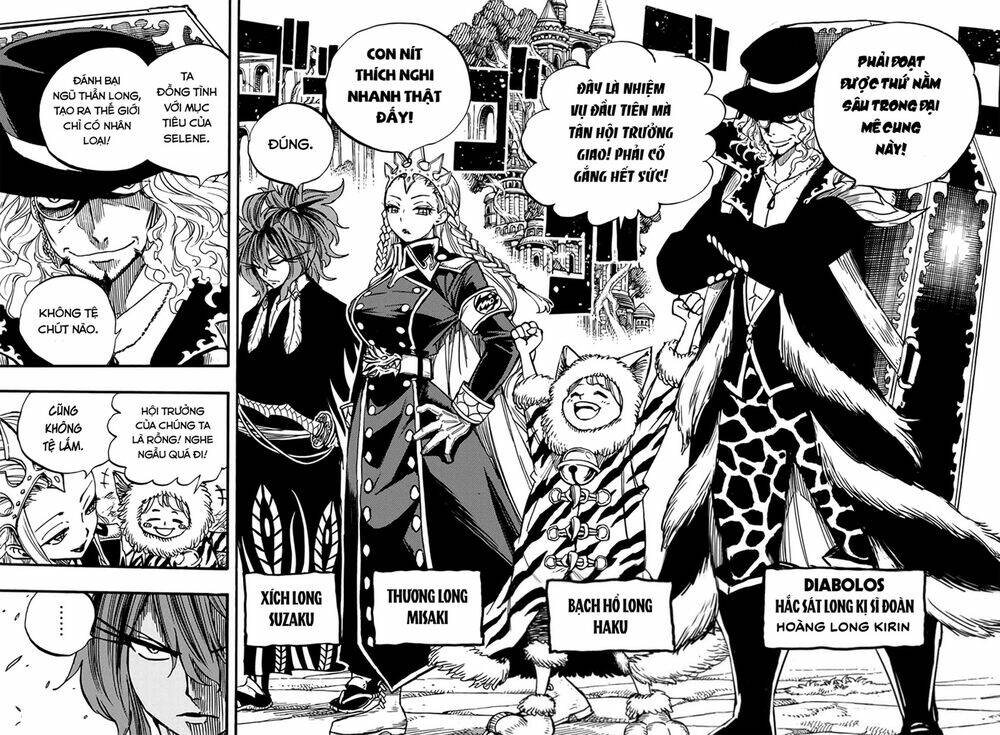 PHẢI ĐOẠT
ĐƯỢC THỨ NẰM
SÂU TRONG ĐẠI
MÊ CUNG
NÀY!
ĐÂY LÀ NHIỆM
VỤ ĐẦU TIÊN MÀ
TÂN HỘI TRƯỞNG
GIAO! PHẢI CỐ
GẮNG HẾT SỨC!
CON NÍT
THÍCH NGHI
NHANH THẬT
ĐẤY!
ĐÚNG.
DIABOLOS
HẮC SÁT LONG KỊ SĨ ĐOÀN
HOÀNG LONG KIRIN
BẠCH HỔ LONG
HAKU
THƯƠNG LONG
MISAKI
XÍCH LONG
SUZAKU
TA
ĐỒNG TÌNH
VỚI MỤC
TIÊU CỦA
SELENE.
ĐÁNH BẠI
NGŨ THẦN LONG,
TẠO RA THẾ GIỚI
CHỈ CÓ NHÂN
LOẠI!
KHÔNG TỆ
CHÚT NÀO.
HỘI TRƯỞNG
CỦA CHÚNG TA
LÀ RỒNG! NGHE
NGẦU QUÁ ĐI!
CŨNG
KHÔNG
TỆ LẮM.
......